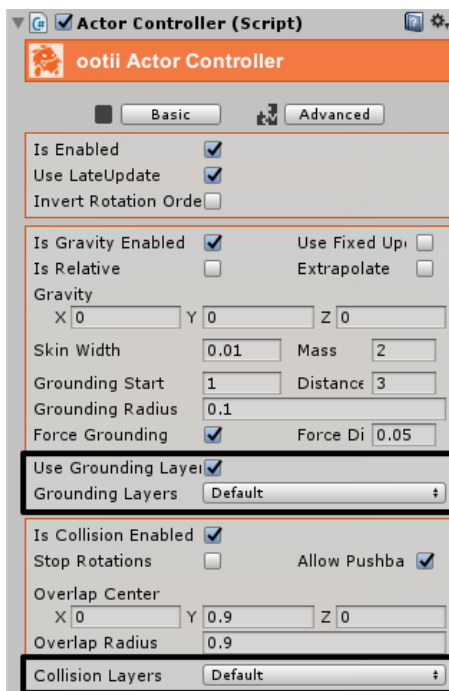 Actor Controller (Script)
ootii Actor Controller
Basic Advanced
Is Enabled
Use LateUpdate
Invert Rotation Orde
Is Gravity Enabled Use Fixed Up
Is Relative Extrapolate
Gravity
X 0 Y 0 Z 0
Skin Width 0.01 Mass 2
Grounding Start 1 Distance 3
Grounding Radius 0.1
Force Grounding Force Di 0.05
Use Grounding Laye
Grounding Layers Default
Is Collision Enabled
Stop Rotations Allow Pushba
Overlap Center
X 0 Y 0.9 Z 0
Overlap Radius 0.9
Collision Layers Default